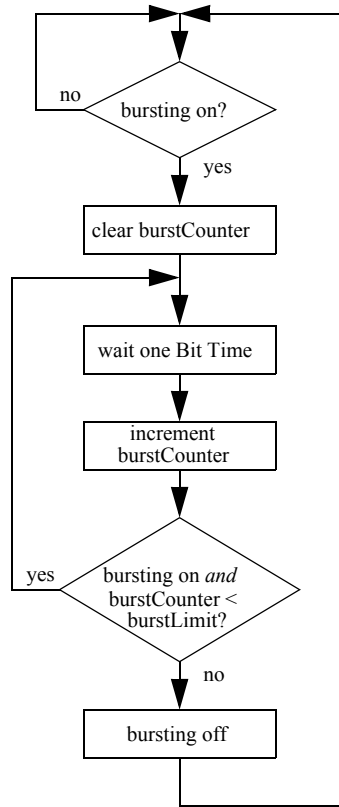 no
bursting on?
yes
clear burstCounter
wait one Bit Time
increment
burstCounter
yes
bursting on and
burstCounter <
burstLimit?
no
bursting off